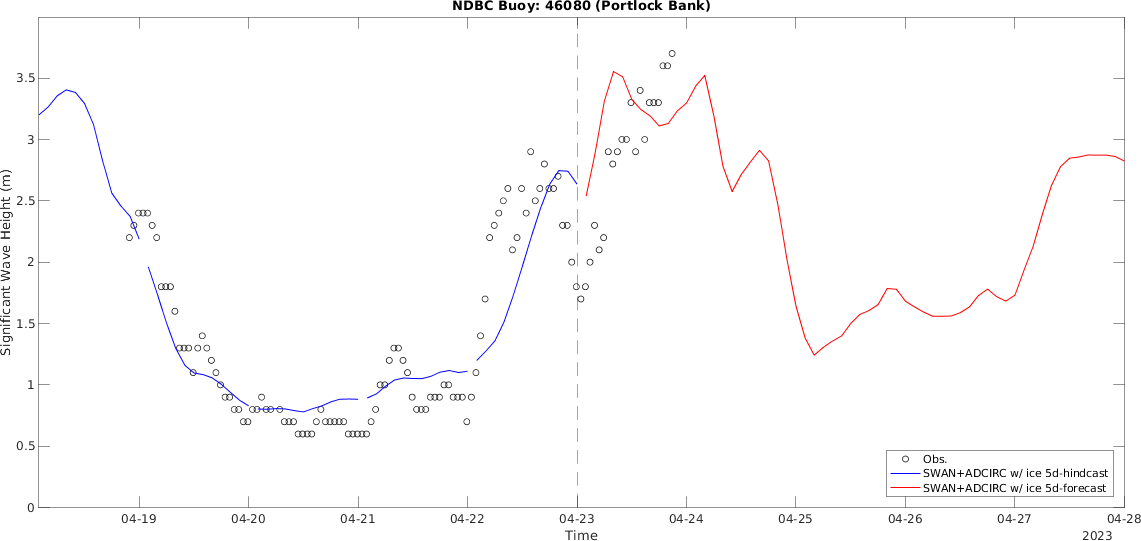 NDBC Buoy: 46080 (Portlock Bank)
Significant Wave Height (m)
3.5
3
2.5
2
1.5
1
0.5
0
Obs.
SWAN+ADCIRC w/ ice 5d-hindcast
SWAN+ADCIRC w/ ice 5d-forecast
04-19 04-20 04-21 04-22 04-23 04-24 04-25 04-26 04-27 04-28
Time
2023